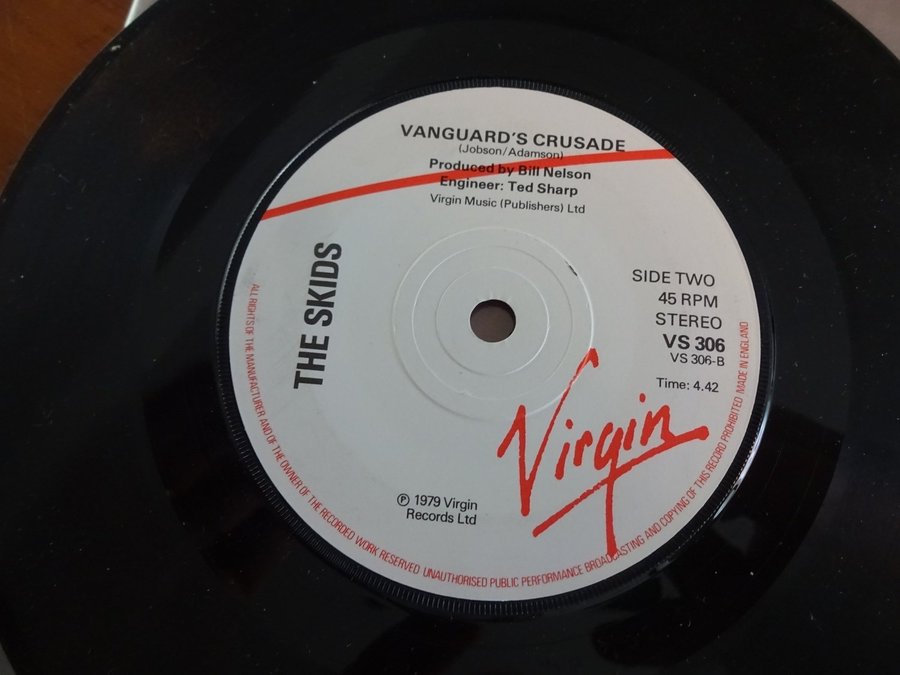 VANGUARD'S CRUSADE
(Jobson/Adamson)
Produced by Bill Nelson
Engineer: Ted Sharp
Virgin Music (Publishers) Ltd
THE SKIDS
SIDE TWO
45 RPM
STEREO
VS 306
VS 306-B
Time: 4.42
Virgin
℗ 1979 Virgin
Records Ltd
ALL RIGHTS OF THE MANUFACTURER AND OF THE OWNER OF THE RECORDED WORK RESERVED UNAUTHORISED PUBLIC PERFORMANCE BROADCASTING AND COPYING OF THIS RECORD PROHIBITED MADE IN ENGLAND